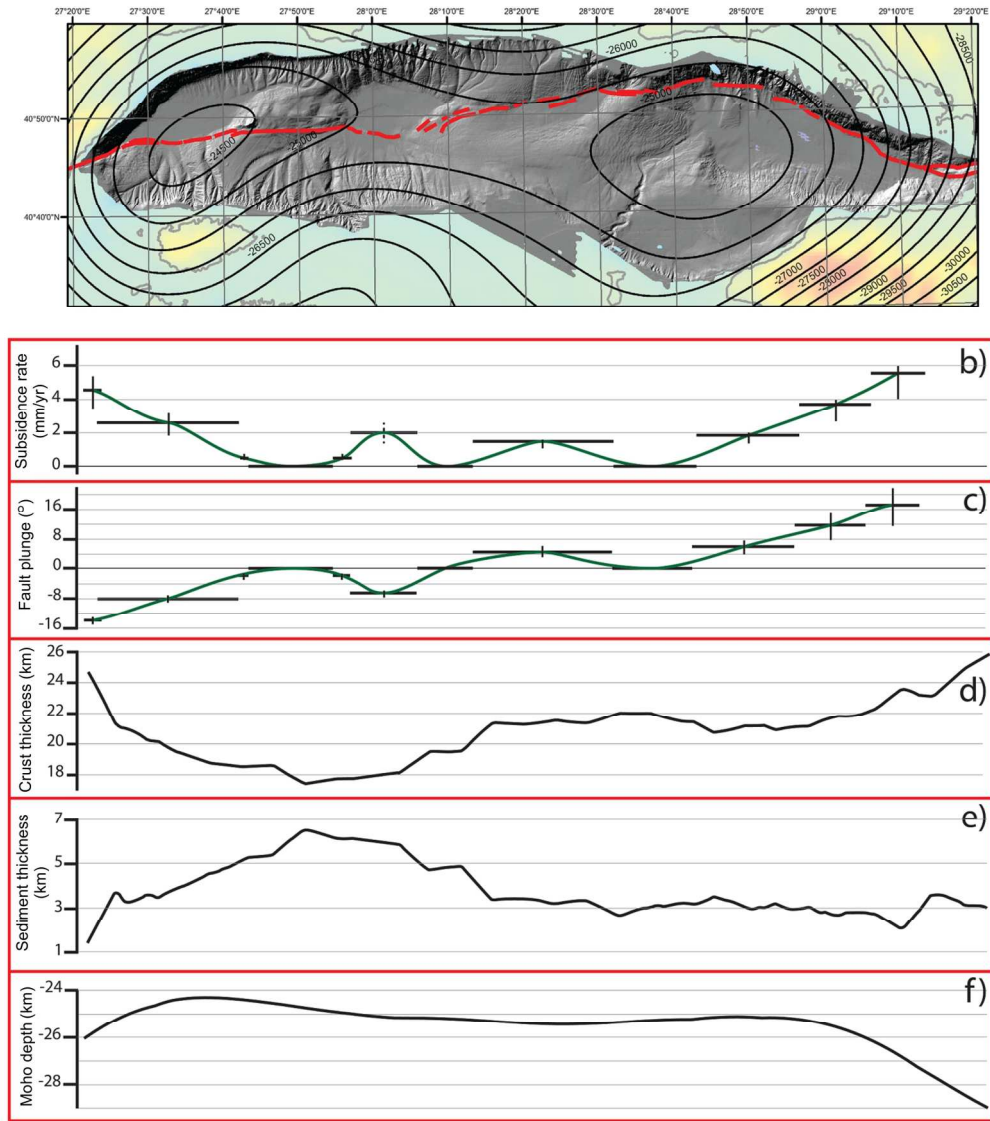 27°20'0"E 27°30'0"E 27°40'0"E 27°50'0"E 28°0'0"E 28°10'0"E 28°20'0"E 28°30'0"E 28°40'0"E 28°50'0"E 29°0'0"E 29°10'0"E 29°20'0"E
-26000
-28500
40°50'0"N
-25000
-24500
-25000
40°40'0"N
-26500
-27000
-27500
-28000
-29000
-29500
-30000
-30500
b)
Subsidence rate
(mm/yr)
6
4
2
0
c)
Fault plunge (°)
16
8
0
-8
-16
d)
Crust thickness (km)
26
24
22
20
18
e)
Sediment thickness
(km)
7
5
3
1
f)
Moho depth (km)
-24
-26
-28